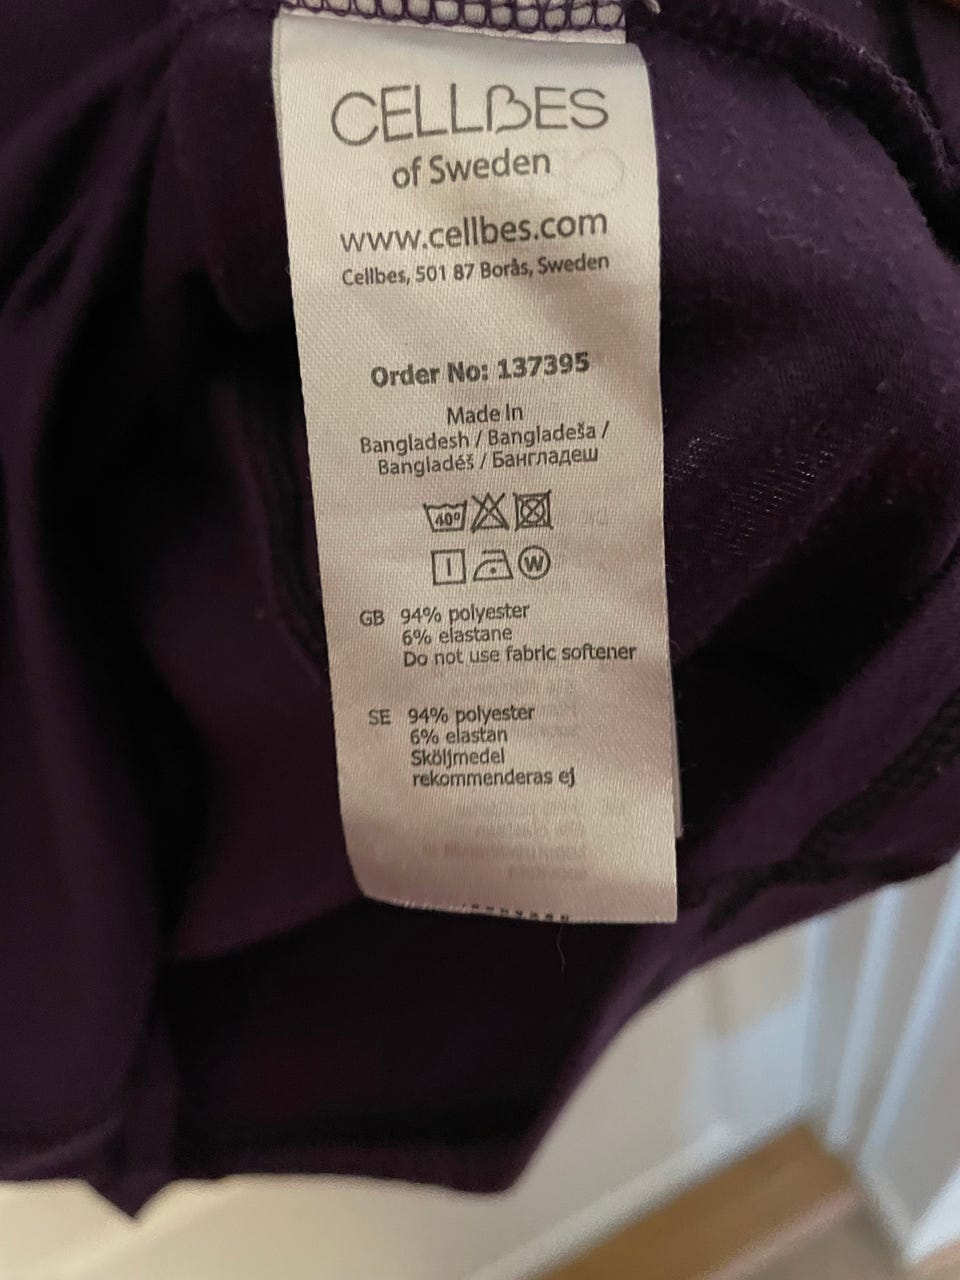 CELLBES
of Sweden
www.cellbes.com
Cellbes, 501 87 Borås, Sweden
Order No: 137395
Made In
Bangladesh / Bangladeša /
Bangladéš / Бангладеш
40°
I
W
GB 94% polyester
6% elastane
Do not use fabric softener
SE 94% polyester
6% elastan
Sköljmedel
rekommenderas ej